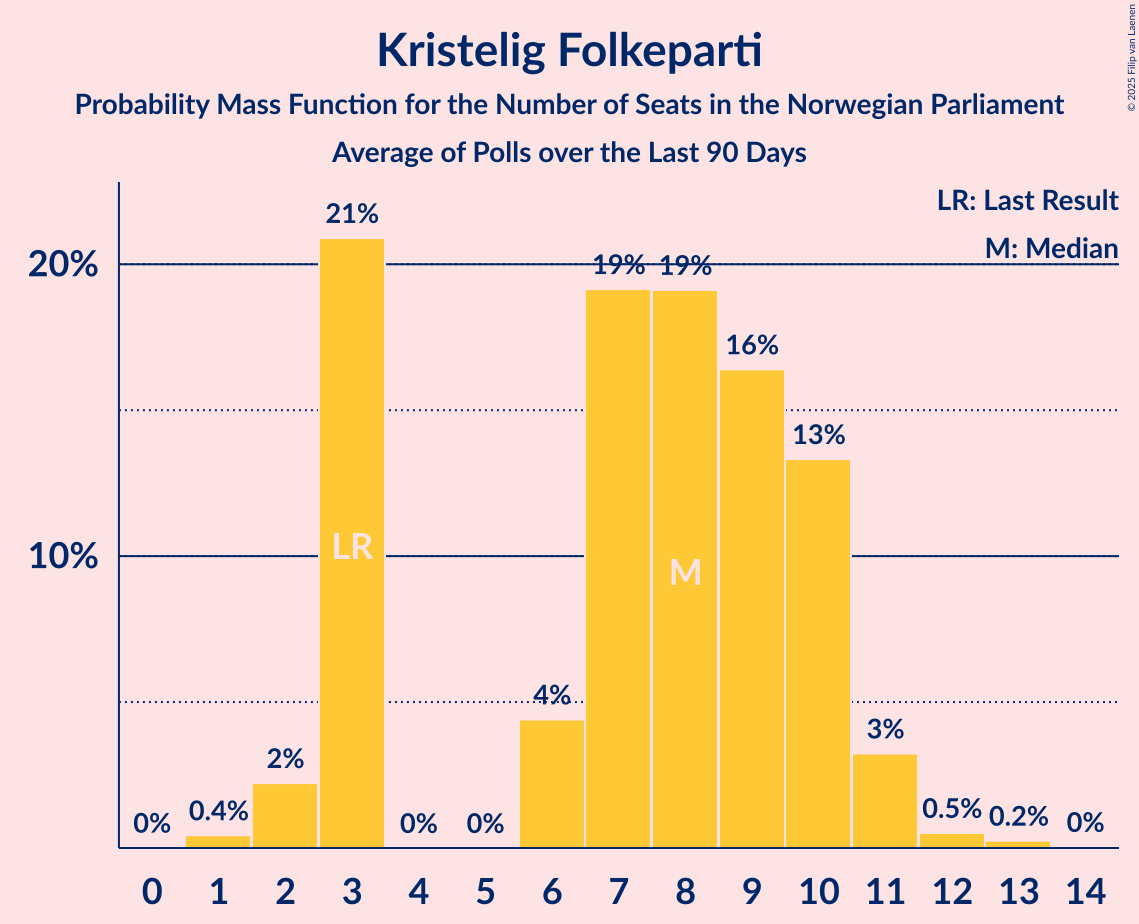 Kristelig Folkeparti
Probability Mass Function for the Number of Seats in the Norwegian Parliament
Average of Polls over the Last 90 Days
© 2025 Filip van Laenen
LR: Last Result
M: Median
21%
20%
19% 19%
16%
13%
10%
LR
M
4%
3%
2%
0% 0.4% 0% 0% 0.5% 0.2% 0%
0 1 2 3 4 5 6 7 8 9 10 11 12 13 14